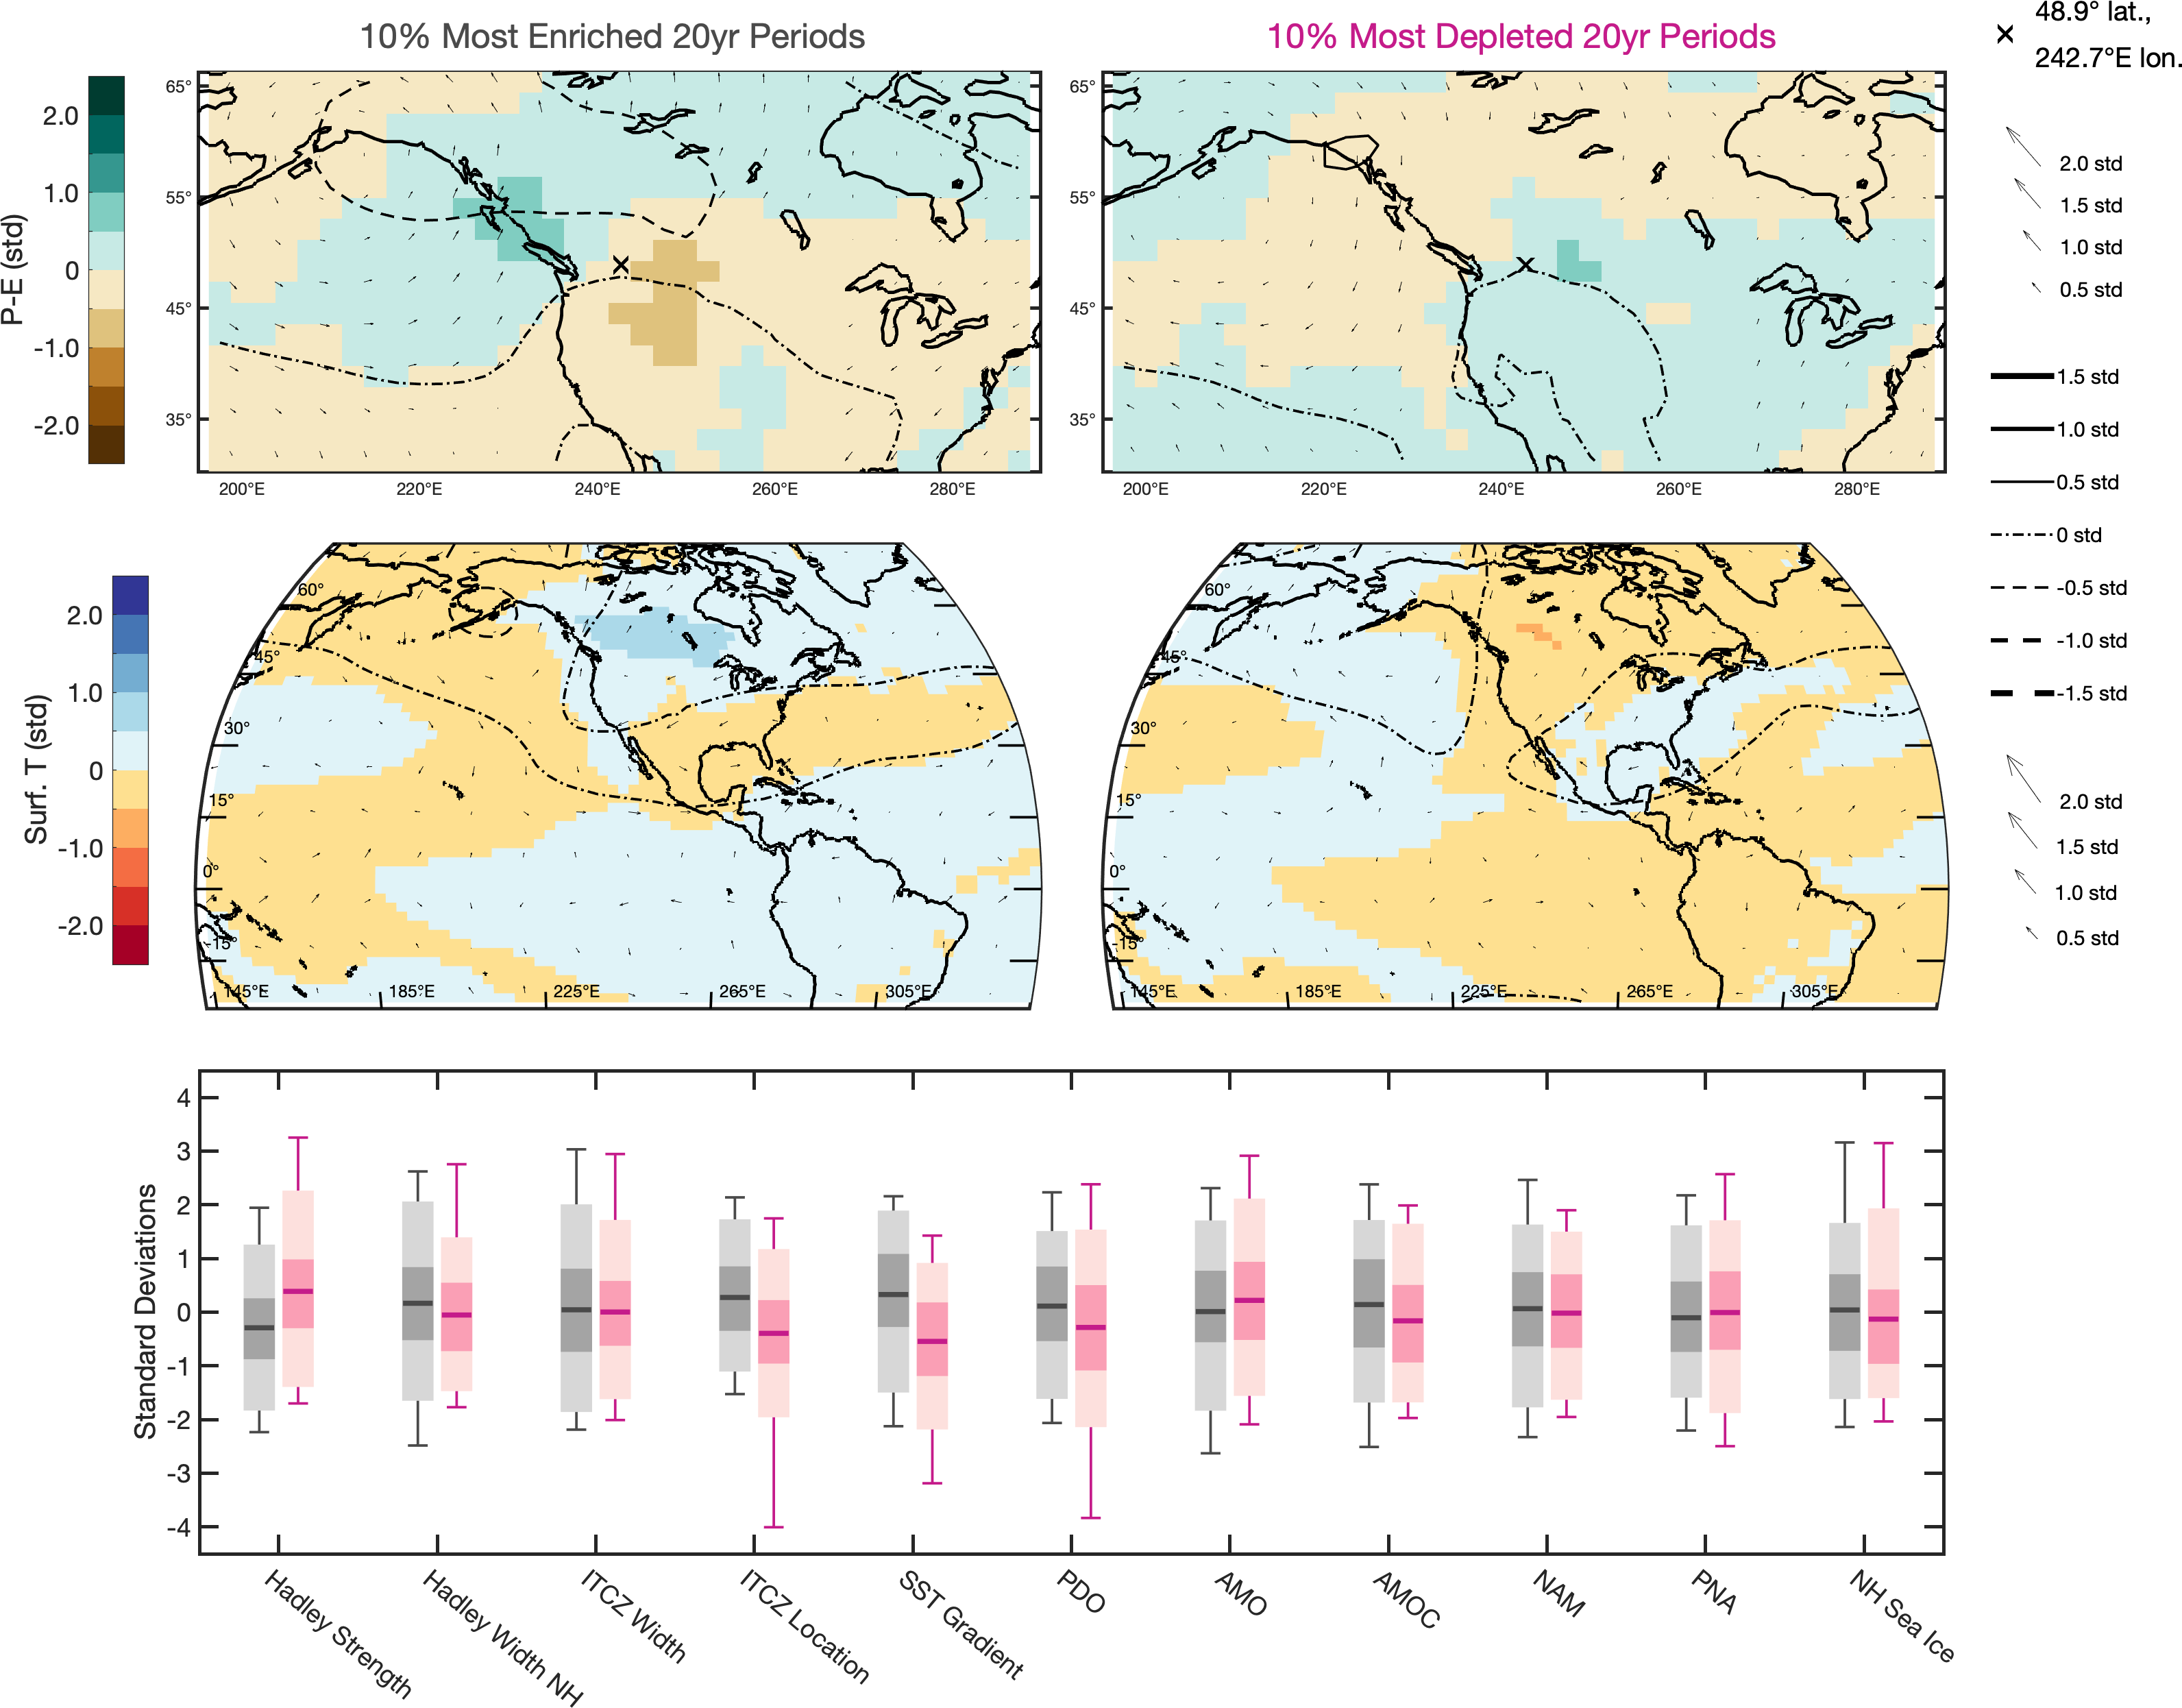 10% Most Enriched 20yr Periods
10% Most Depleted 20yr Periods
48.9° lat.,
242.7°E lon.
P-E (std)
2.0
1.0
0
-1.0
-2.0
65°
55°
45°
35°
200°E
220°E
240°E
260°E
280°E
65°
55°
45°
35°
200°E
220°E
240°E
260°E
280°E
2.0 std
1.5 std
1.0 std
0.5 std
1.5 std
1.0 std
0.5 std
0 std
-0.5 std
-1.0 std
-1.5 std
Surf. T (std)
2.0
1.0
0
-1.0
-2.0
60°
45°
30°
15°
0°
-15°
145°E
185°E
225°E
265°E
305°E
60°
45°
30°
15°
0°
-15°
145°E
185°E
225°E
265°E
305°E
2.0 std
1.5 std
1.0 std
0.5 std
Standard Deviations
4
3
2
1
0
-1
-2
-3
-4
Hadley Strength
Hadley Width NH
ITCZ Width
ITCZ Location
SST Gradient
PDO
AMO
AMOC
NAM
PNA
NH Sea Ice